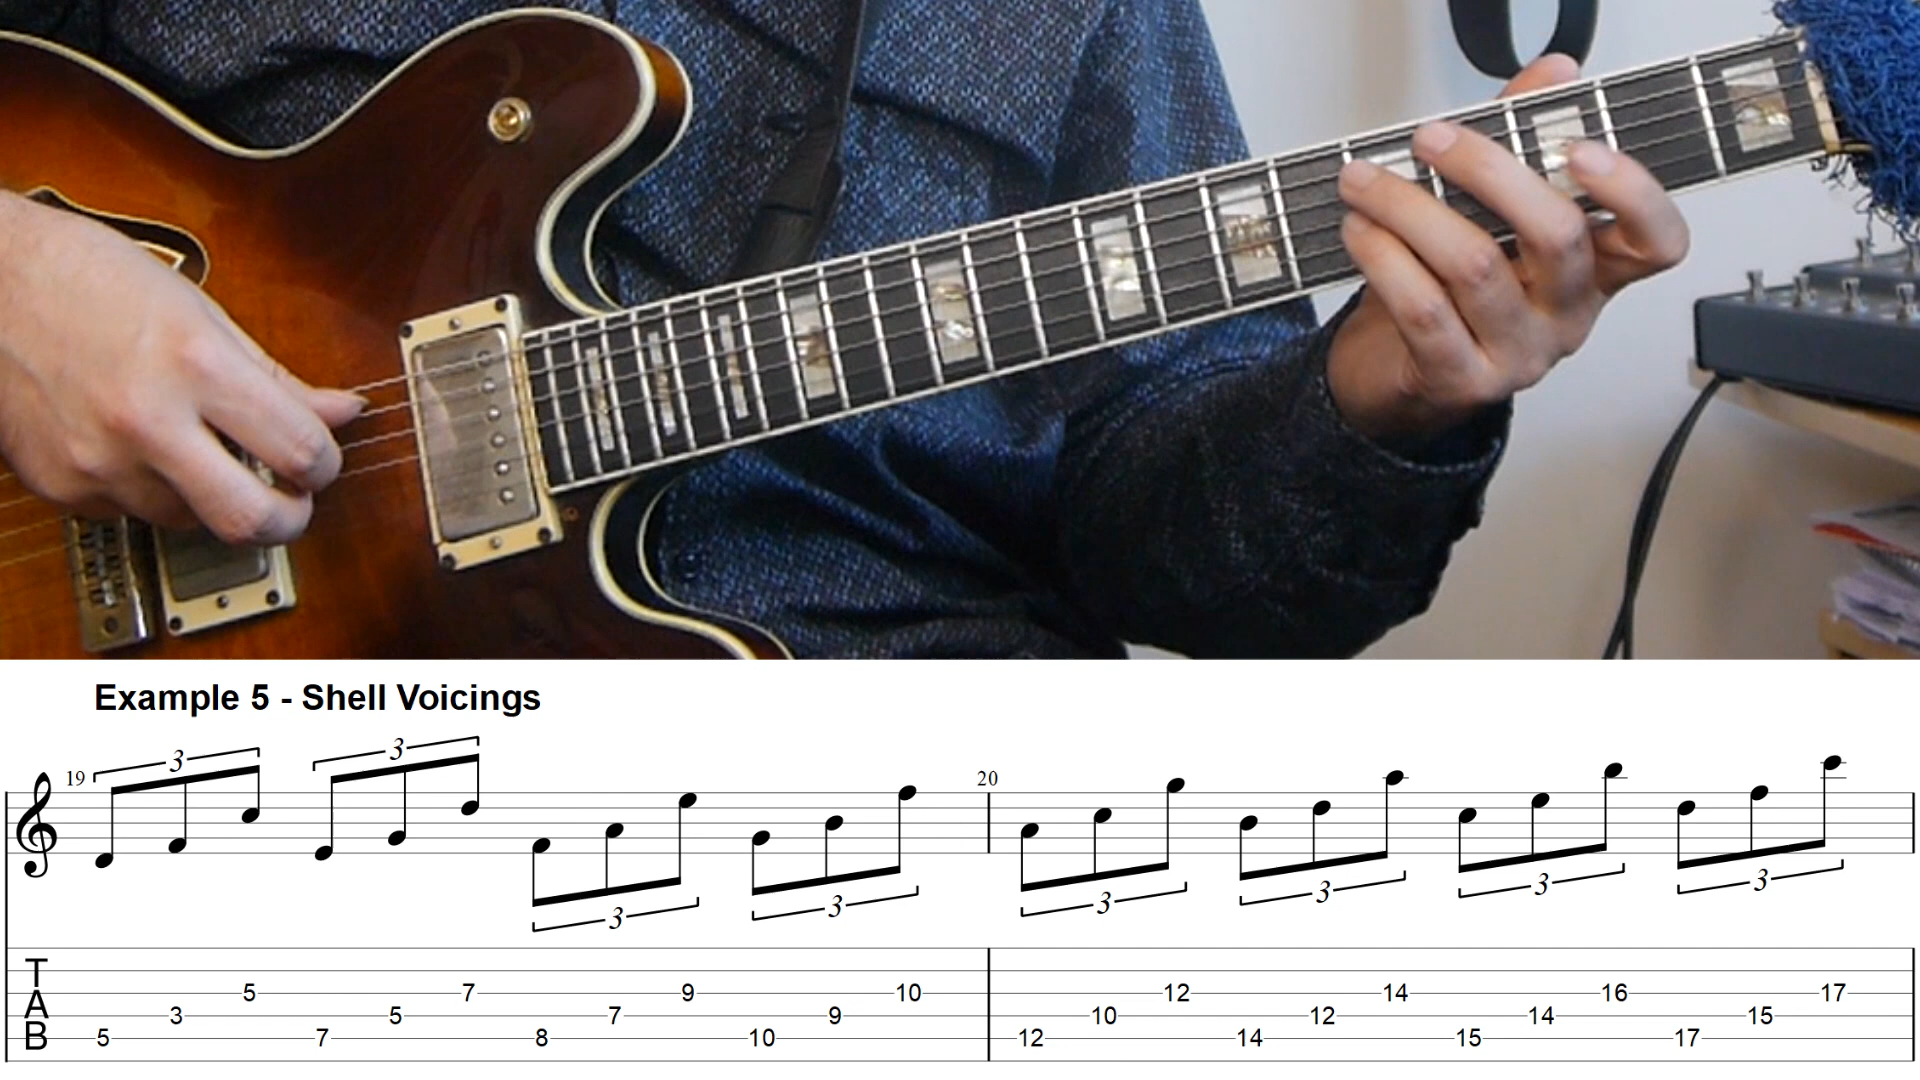 Example 5 - Shell Voicings
3 3
19 20
3 3 3 3 3 3
T
5 7 9 10 12 14 16 17
A
3 5 7 9 10 12 14 15
B
5 7 8 10 12 14 15 17